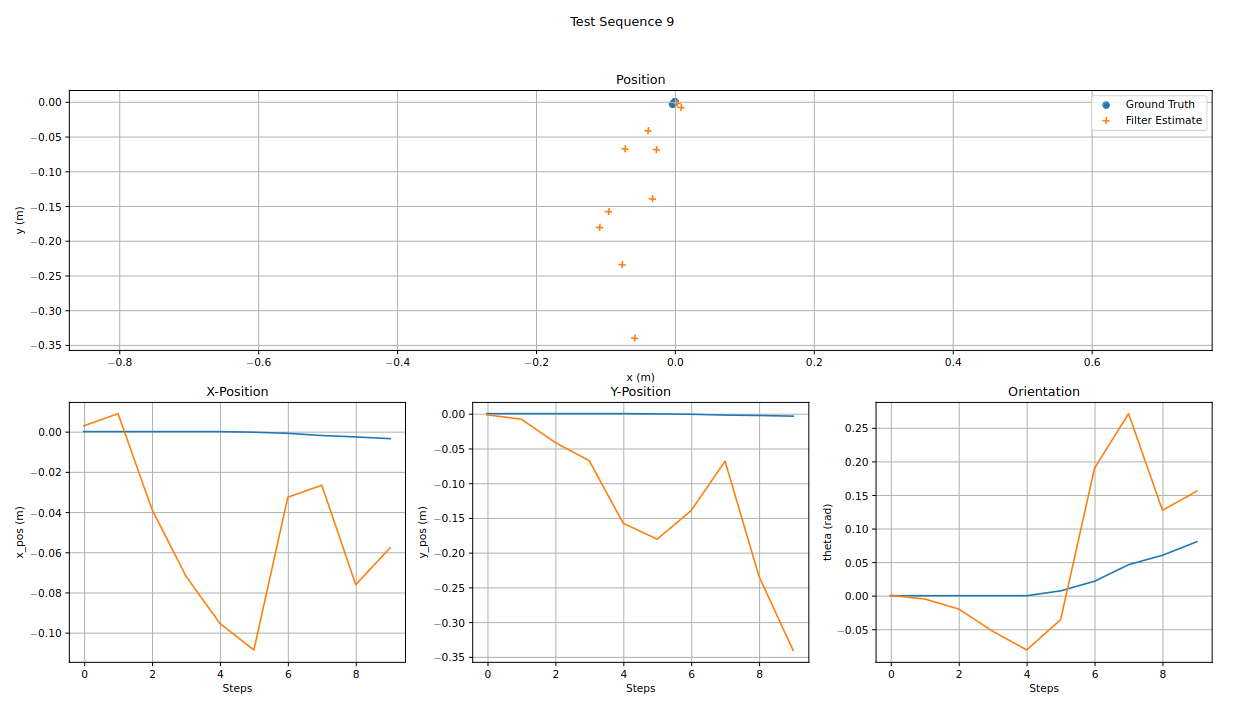 Test Sequence 9
Position
Ground Truth
Filter Estimate
y (m)
0.00
−0.05
−0.10
−0.15
−0.20
−0.25
−0.30
−0.35
−0.8 −0.6 −0.4 −0.2 0.0 0.2 0.4 0.6
x (m)
X-Position
x_pos (m)
0.00
−0.02
−0.04
−0.06
−0.08
−0.10
0 2 4 6 8
Steps
Y-Position
y_pos (m)
0.00
−0.05
−0.10
−0.15
−0.20
−0.25
−0.30
−0.35
0 2 4 6 8
Steps
Orientation
theta (rad)
0.25
0.20
0.15
0.10
0.05
0.00
−0.05
0 2 4 6 8
Steps